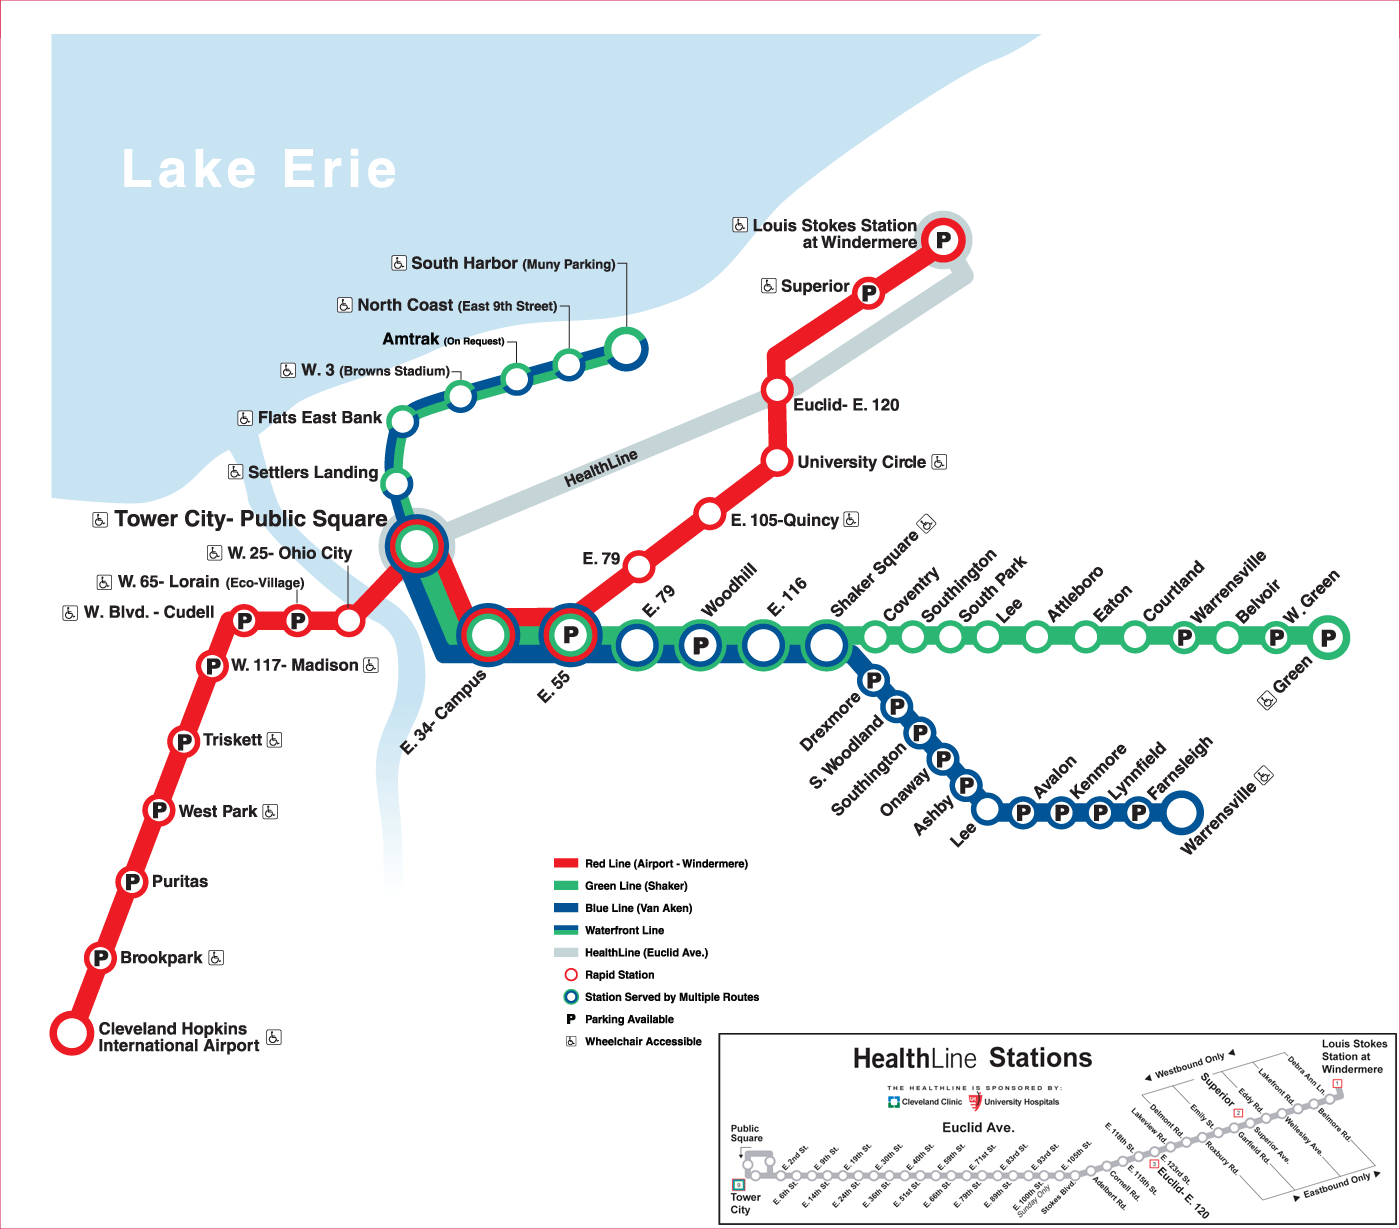 Lake Erie
Louis Stokes Station
at Windermere
P
Superior
P
South Harbor (Muny Parking)
North Coast (East 9th Street)
Amtrak (On Request)
W. 3 (Browns Stadium)
Flats East Bank
Settlers Landing
HealthLine
Euclid- E. 120
University Circle
E. 105-Quincy
E. 79
Tower City- Public Square
W. 25- Ohio City
W. 65- Lorain (Eco-Village)
W. Blvd. - Cudell
P
P
P
W. 117- Madison
P
Triskett
P
West Park
P
Puritas
P
Brookpark
Cleveland Hopkins
International Airport
E. 34- Campus
P
E. 55
E. 79
P
Woodhill
E. 116
Shaker Square
Coventry
Southington
South Park
Lee
Attleboro
Eaton
Courtland
P
Warrensville
Belvoir
P
W. Green
P
Green
P
Drexmore
P
S. Woodland
P
Southington
P
Onaway
P
Ashby
Lee
P
Avalon
P
Kenmore
P
Lynnfield
P
Farnsleigh
Warrensville
Red Line (Airport - Windermere)
Green Line (Shaker)
Blue Line (Van Aken)
Waterfront Line
HealthLine (Euclid Ave.)
Rapid Station
Station Served by Multiple Routes
P Parking Available
Wheelchair Accessible
HealthLine Stations
THE HEALTHLINE IS SPONSORED BY:
Cleveland Clinic
University Hospitals
Euclid Ave.
Public
Square
9
Tower
City
E. 2nd St.
E. 6th St.
E. 9th St.
E. 14th St.
E. 19th St.
E. 24th St.
E. 30th St.
E. 36th St.
E. 40th St.
E. 51st St.
E. 59th St.
E. 66th St.
E. 71st St.
E. 79th St.
E. 83rd St.
E. 89th St.
E. 93rd St.
E. 100th St.
Sunday Only
E. 105th St.
Stokes Blvd.
Adelbert Rd.
Cornell Rd.
E. 115th St.
E. 118th St.
3
Euclid- E. 120
E. 123rd St.
Lakeview Rd.
Delmont Rd.
Roxbury Rd.
Emily St.
Superior
2
Garfield Rd.
Eddy Rd.
Superior Ave.
Lakefront Rd.
Wellesley Ave.
Debra Ann Ln.
Belmore Rd.
Westbound Only
Eastbound Only
1
Louis Stokes
Station at
Windermere